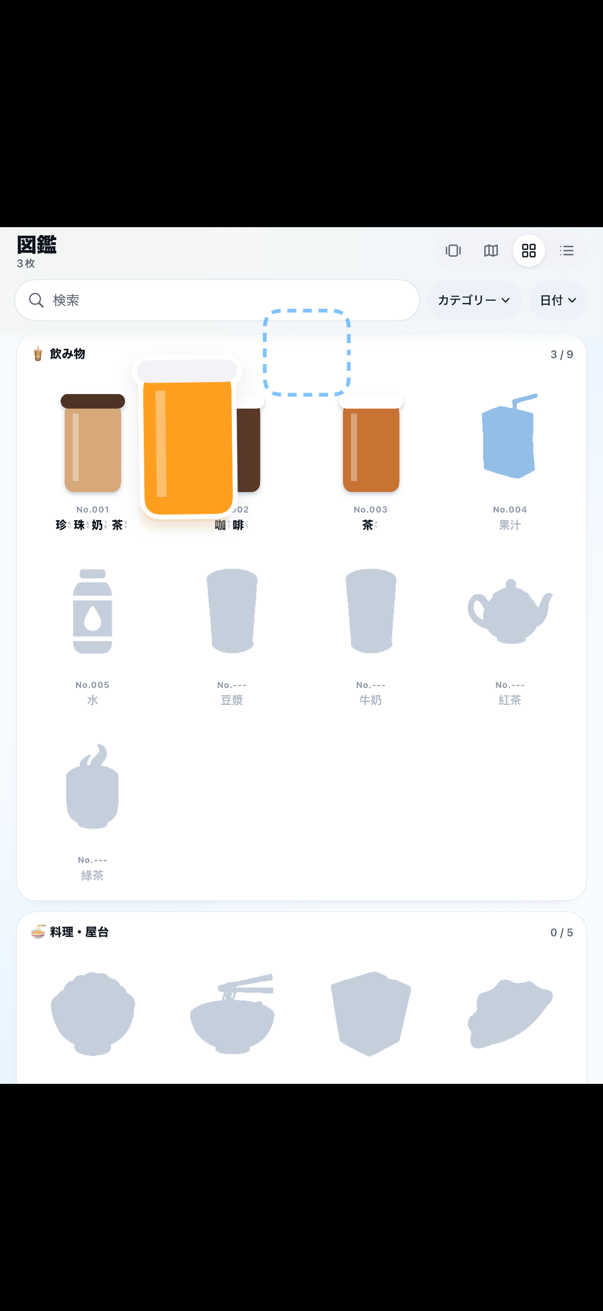 図鑑
3枚
検索
カテゴリー
日付
飲み物
3 / 9
No.001
珍珠奶茶
02
咖啡
No.003
茶
No.004
果汁
No.005
水
No.---
豆漿
No.---
牛奶
No.---
紅茶
No.---
綠茶
料理・屋台
0 / 5